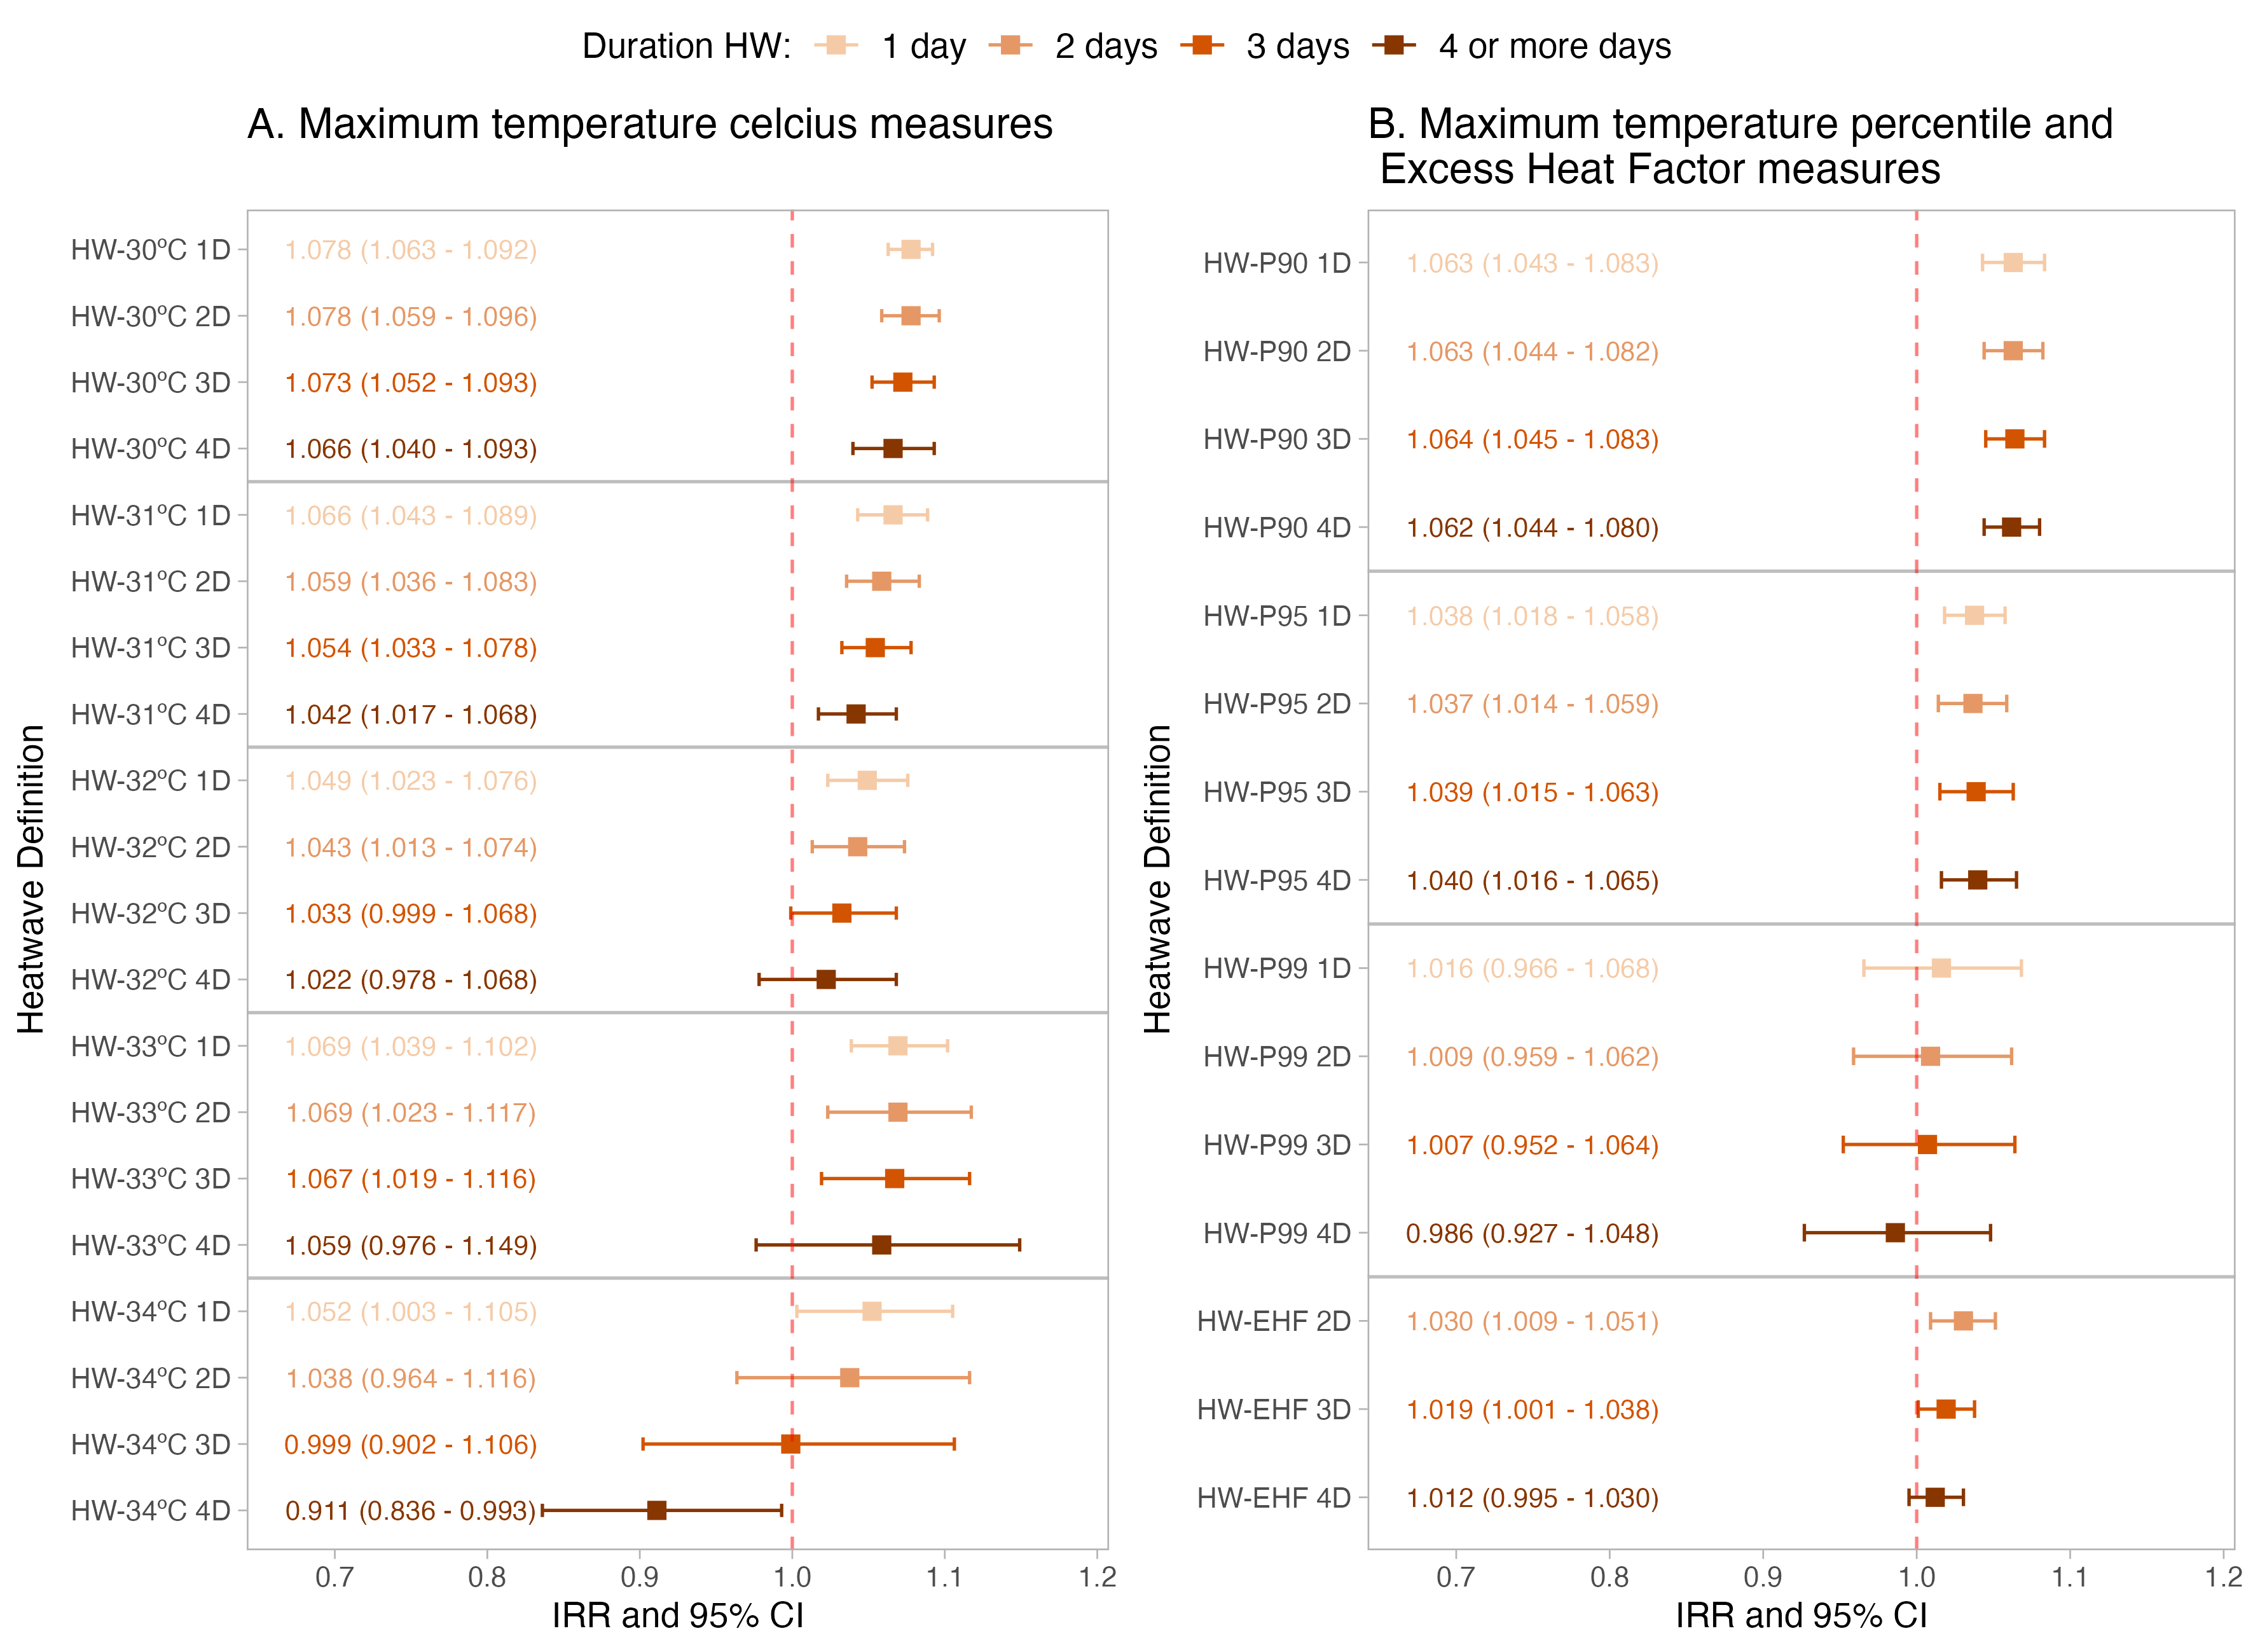 Duration HW: 1 day 2 days 3 days 4 or more days
A. Maximum temperature celcius measures
Heatwave Definition
HW-30ºC 1D 1.078 (1.063 - 1.092)
HW-30ºC 2D 1.078 (1.059 - 1.096)
HW-30ºC 3D 1.073 (1.052 - 1.093)
HW-30ºC 4D 1.066 (1.040 - 1.093)
HW-31ºC 1D 1.066 (1.043 - 1.089)
HW-31ºC 2D 1.059 (1.036 - 1.083)
HW-31ºC 3D 1.054 (1.033 - 1.078)
HW-31ºC 4D 1.042 (1.017 - 1.068)
HW-32ºC 1D 1.049 (1.023 - 1.076)
HW-32ºC 2D 1.043 (1.013 - 1.074)
HW-32ºC 3D 1.033 (0.999 - 1.068)
HW-32ºC 4D 1.022 (0.978 - 1.068)
HW-33ºC 1D 1.069 (1.039 - 1.102)
HW-33ºC 2D 1.069 (1.023 - 1.117)
HW-33ºC 3D 1.067 (1.019 - 1.116)
HW-33ºC 4D 1.059 (0.976 - 1.149)
HW-34ºC 1D 1.052 (1.003 - 1.105)
HW-34ºC 2D 1.038 (0.964 - 1.116)
HW-34ºC 3D 0.999 (0.902 - 1.106)
HW-34ºC 4D 0.911 (0.836 - 0.993)
0.7 0.8 0.9 1.0 1.1 1.2
IRR and 95% CI
B. Maximum temperature percentile and
Excess Heat Factor measures
Heatwave Definition
HW-P90 1D 1.063 (1.043 - 1.083)
HW-P90 2D 1.063 (1.044 - 1.082)
HW-P90 3D 1.064 (1.045 - 1.083)
HW-P90 4D 1.062 (1.044 - 1.080)
HW-P95 1D 1.038 (1.018 - 1.058)
HW-P95 2D 1.037 (1.014 - 1.059)
HW-P95 3D 1.039 (1.015 - 1.063)
HW-P95 4D 1.040 (1.016 - 1.065)
HW-P99 1D 1.016 (0.966 - 1.068)
HW-P99 2D 1.009 (0.959 - 1.062)
HW-P99 3D 1.007 (0.952 - 1.064)
HW-P99 4D 0.986 (0.927 - 1.048)
HW-EHF 2D 1.030 (1.009 - 1.051)
HW-EHF 3D 1.019 (1.001 - 1.038)
HW-EHF 4D 1.012 (0.995 - 1.030)
0.7 0.8 0.9 1.0 1.1 1.2
IRR and 95% CI